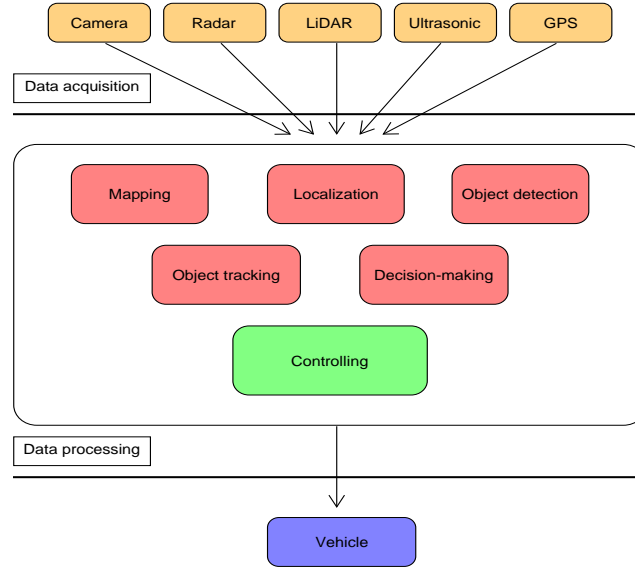 Camera
Radar
LiDAR
Ultrasonic
GPS
Data acquisition
Mapping
Localization
Object detection
Object tracking
Decision-making
Controlling
Data processing
Vehicle